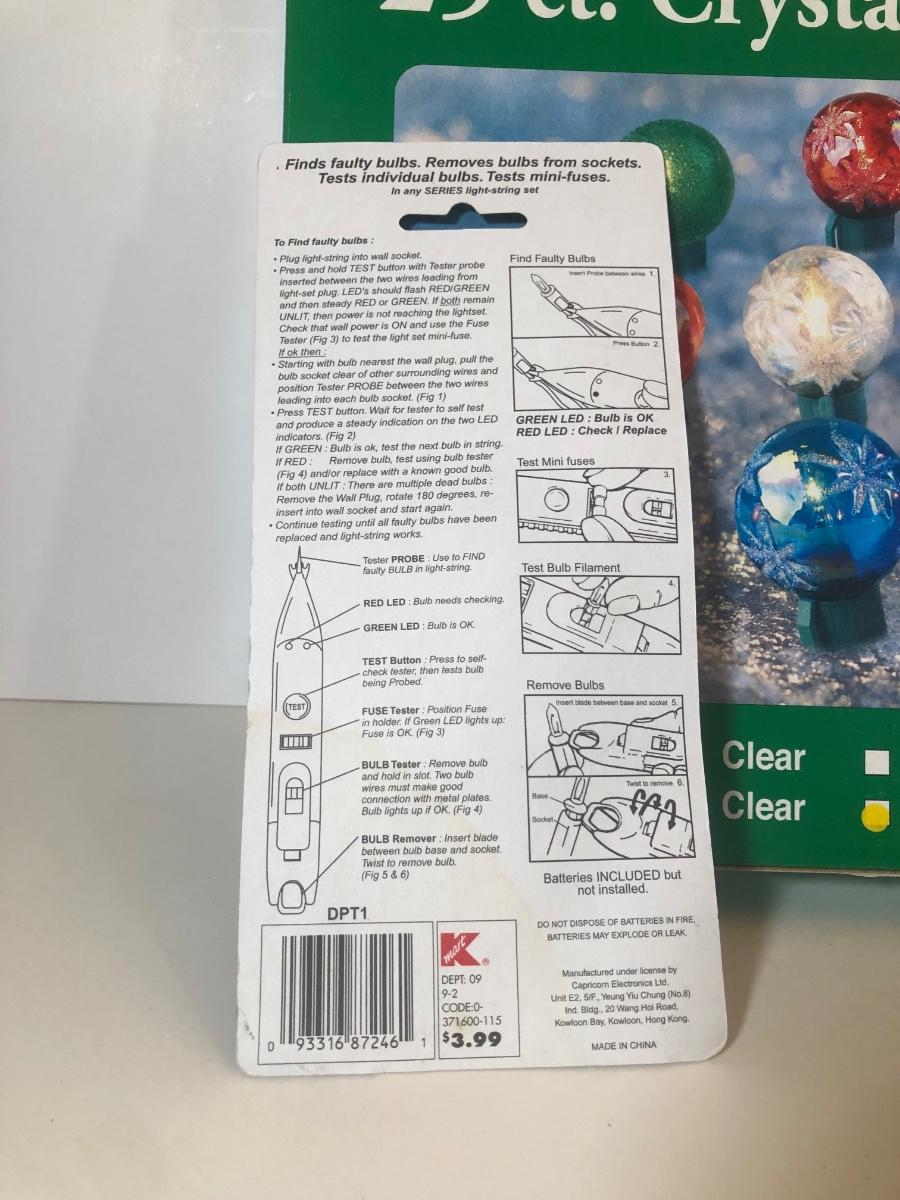 29 ct. Crysta
. Finds faulty bulbs. Removes bulbs from sockets.
Tests individual bulbs. Tests mini-fuses.
In any SERIES light-string set
To Find faulty bulbs :
• Plug light-string into wall socket.
• Press and hold TEST button with Tester probe
inserted between the two wires leading from
light-set plug. LED's should flash RED/GREEN
and then steady RED or GREEN. If both remain
UNLIT, then power is not reaching the lightset.
Check that wall power is ON and use the Fuse
Tester (Fig 3) to test the light set mini-fuse.
If ok then :
• Starting with bulb nearest the wall plug, pull the
bulb socket clear of other surrounding wires and
position Tester PROBE between the two wires
leading into each bulb socket. (Fig 1)
• Press TEST button. Wait for tester to self test
and produce a steady indication on the two LED
indicators. (Fig 2)
If GREEN : Bulb is ok, test the next bulb in string.
If RED : Remove bulb, test using bulb tester
(Fig 4) and/or replace with a known good bulb.
If both UNLIT : There are multiple dead bulbs :
Remove the Wall Plug, rotate 180 degrees, re-
insert into wall socket and start again.
• Continue testing until all faulty bulbs have been
replaced and light-string works.
Tester PROBE : Use to FIND
faulty BULB in light-string.
RED LED : Bulb needs checking.
GREEN LED : Bulb is OK.
TEST Button : Press to self-
check tester, then tests bulb
being Probed.
TEST
FUSE Tester : Position Fuse
in holder. If Green LED lights up:
Fuse is OK. (Fig 3)
BULB Tester : Remove bulb
and hold in slot. Two bulb
wires must make good
connection with metal plates.
Bulb lights up if OK. (Fig 4)
BULB Remover : Insert blade
between bulb base and socket.
Twist to remove bulb.
(Fig 5 & 6)
DPT1
Find Faulty Bulbs
Insert Probe between wires 1.
Press Button 2.
GREEN LED : Bulb is OK
RED LED : Check / Replace
Test Mini fuses
3.
Test Bulb Filament
4.
Remove Bulbs
Insert blade between base and socket 5.
Twist to remove 6.
Base
Socket
Batteries INCLUDED but
not installed.
DO NOT DISPOSE OF BATTERIES IN FIRE,
BATTERIES MAY EXPLODE OR LEAK.
Manufactured under license by
Capricorn Electronics Ltd.
Unit E2, 5/F., Yeung Yiu Chung (No.8)
Ind. Bldg., 20 Wang Hoi Road,
Kowloon Bay, Kowloon, Hong Kong.
MADE IN CHINA
0 93316 87246 1
K mart ®
DEPT: 09
9-2
CODE:0-
371600-115
$3.99
Clear
Clear